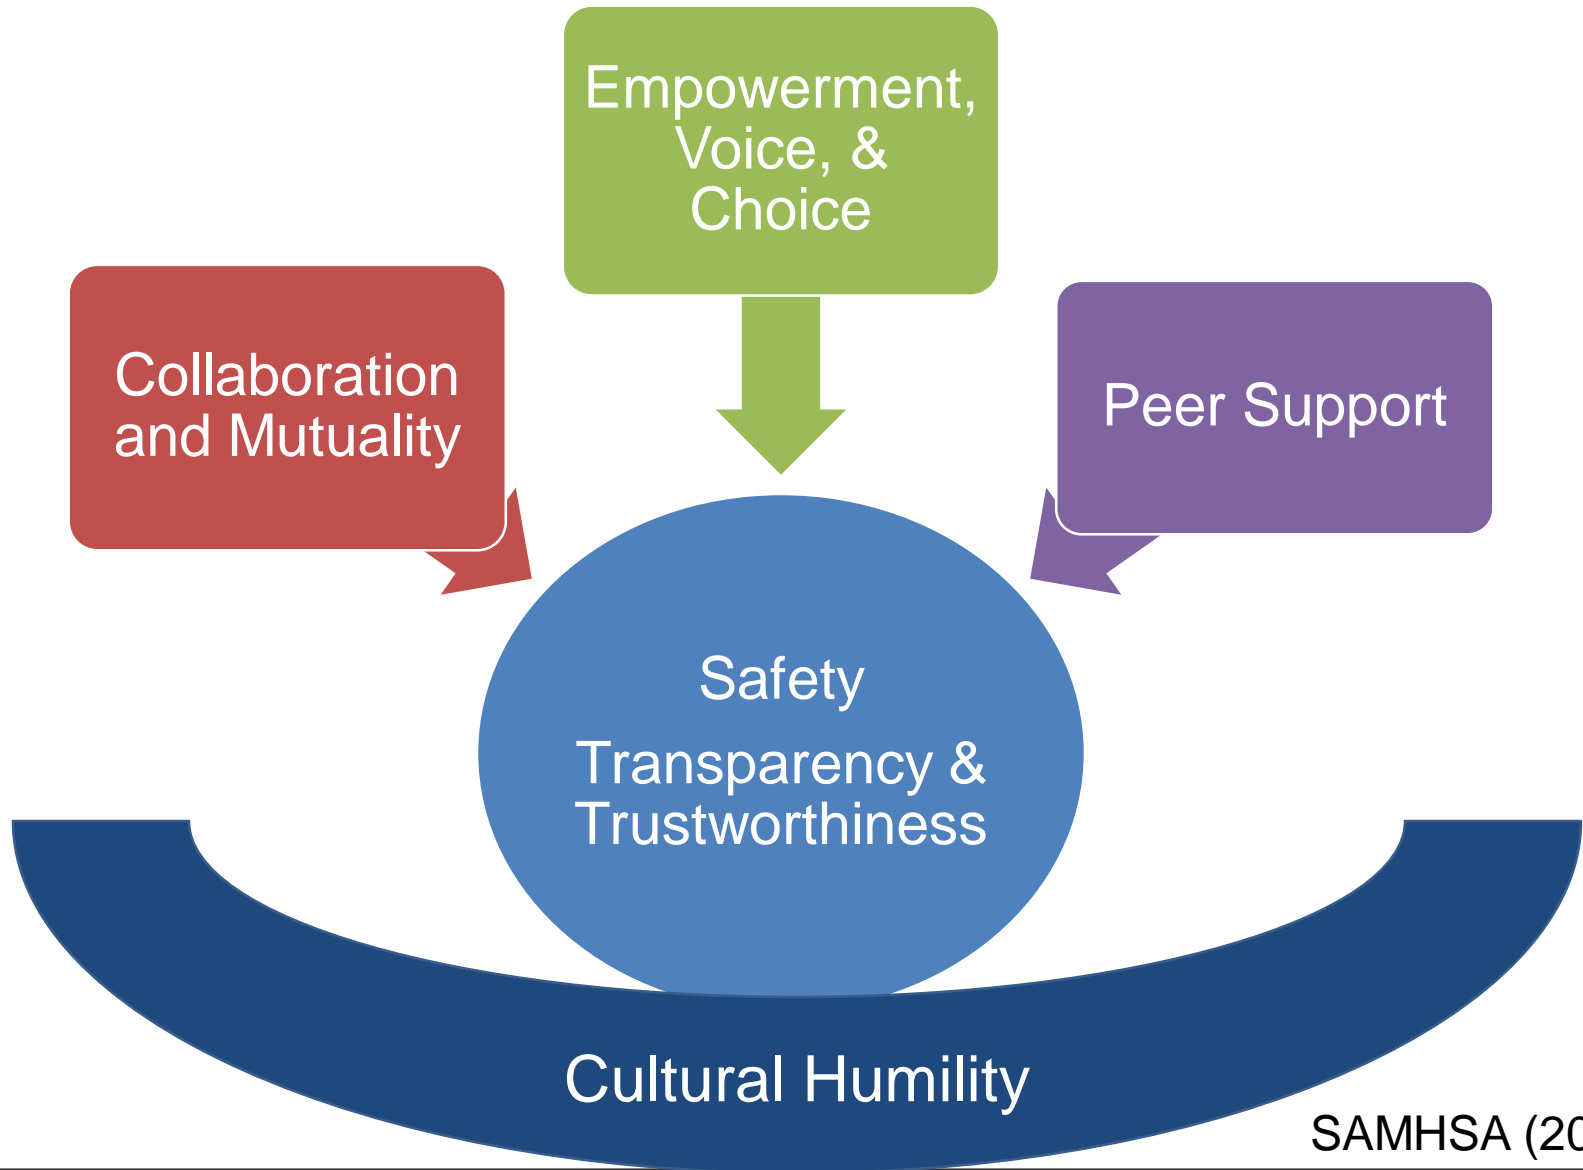 Empowerment,
Voice, &
Choice
Collaboration
and Mutuality
Peer Support
Safety
Transparency &
Trustworthiness
Cultural Humility
SAMHSA